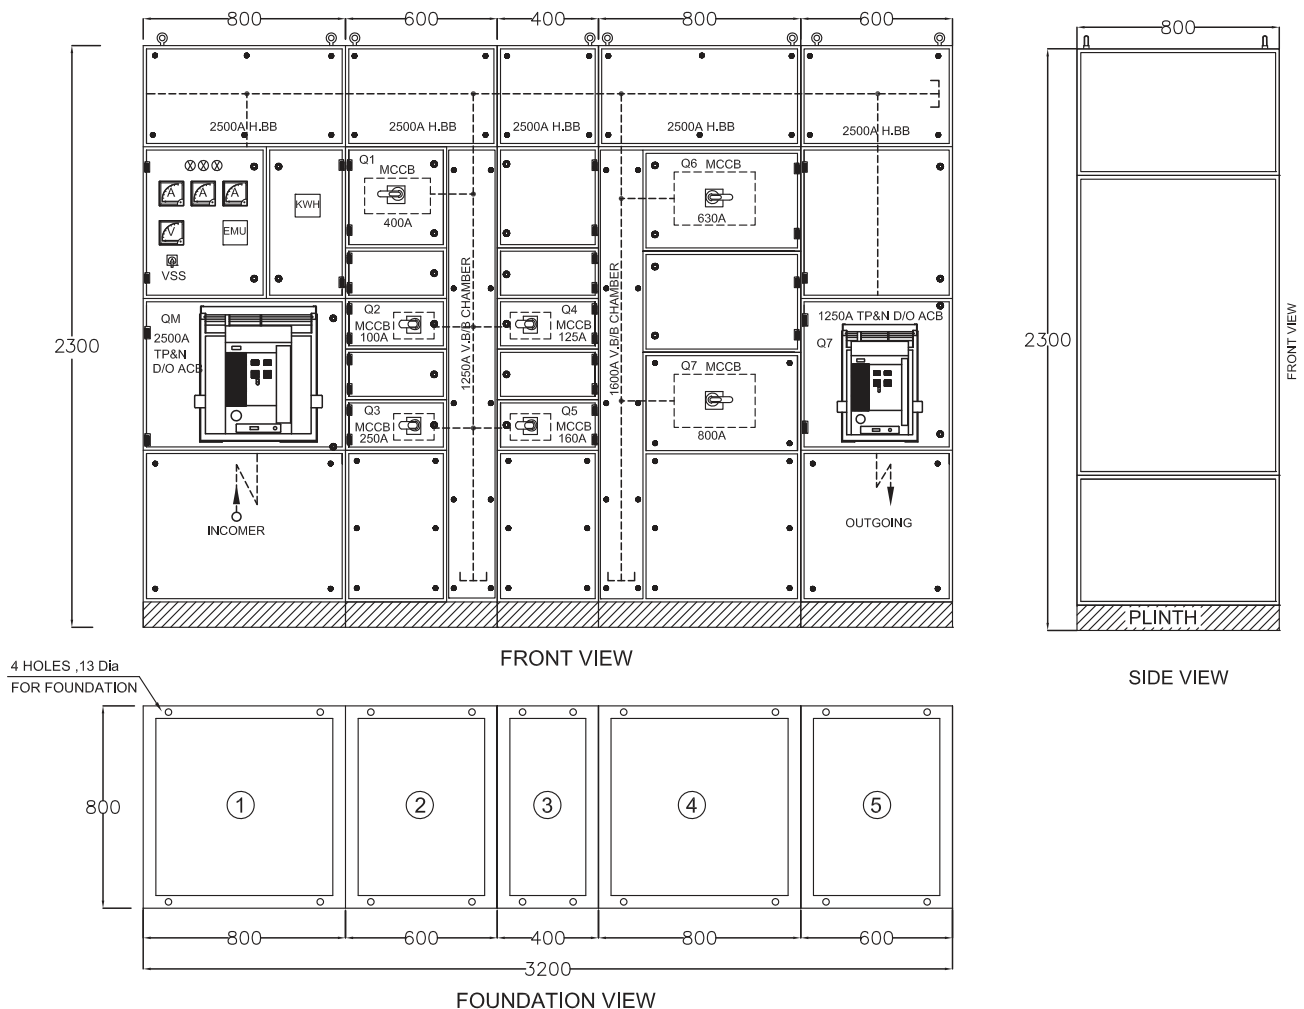 800 600 400 800 600
800
2500A H.BB 2500A H.BB 2500A H.BB 2500A H.BB 2500A H.BB
A A A
V
EMU
VSS
KWH
Q1
MCCB
400A
Q6 MCCB
630A
1250A V.B/B CHAMBER
1600A V.B/B CHAMBER
QM
2500A
TP&N
D/O ACB
Q2
MCCB
100A
Q4
MCCB
125A
1250A TP&N D/O ACB
Q7
Q3
MCCB
250A
Q5
MCCB
160A
Q7 MCCB
800A
2300
2300
FRONT VIEW
INCOMER
OUTGOING
PLINTH
FRONT VIEW
SIDE VIEW
4 HOLES ,13 Dia
FOR FOUNDATION
800
1 2 3 4 5
800 600 400 800 600
3200
FOUNDATION VIEW